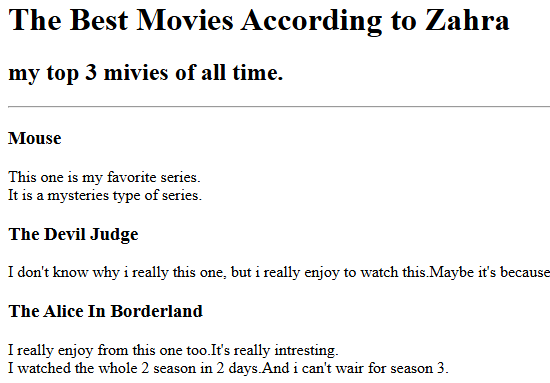 The Best Movies According to Zahra
my top 3 mivies of all time.
Mouse
This one is my favorite series.
It is a mysteries type of series.
The Devil Judge
I don't know why i really this one, but i really enjoy to watch this.Maybe it's because
The Alice In Borderland
I really enjoy from this one too.It's really intresting.
I watched the whole 2 season in 2 days.And i can't wair for season 3.